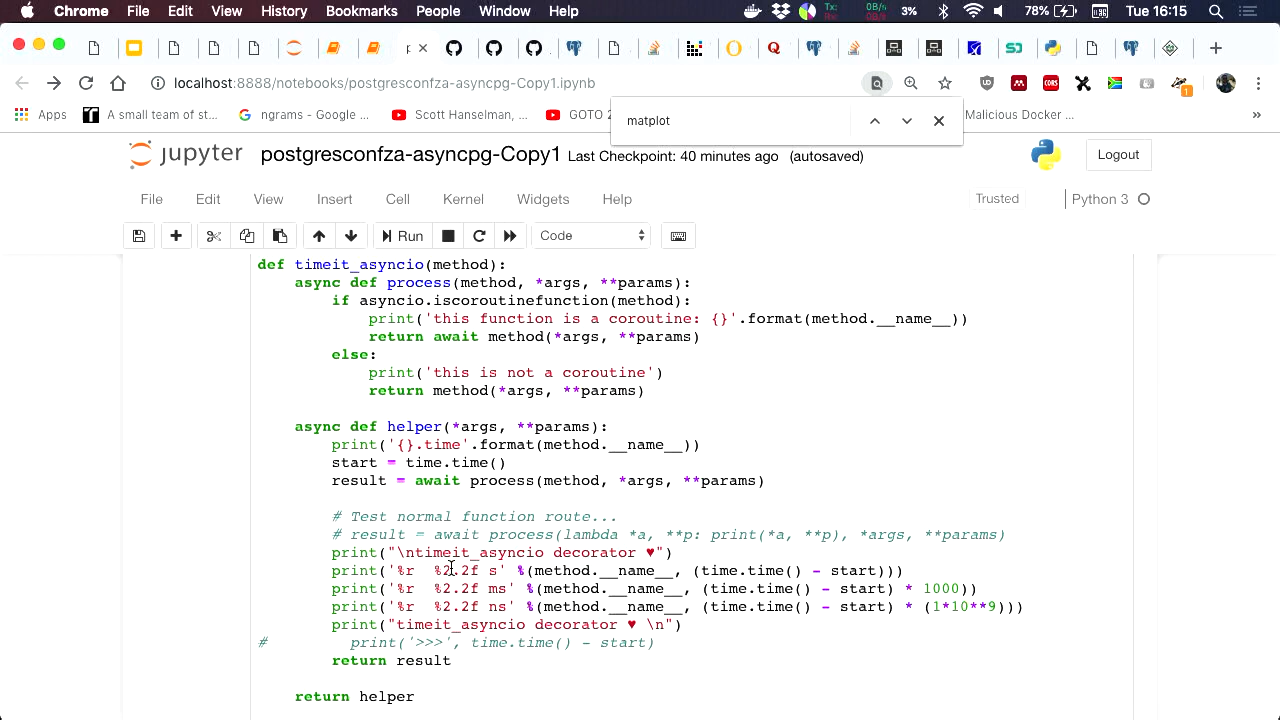 Chrome File Edit View History Bookmarks People Window Help Tx: 0B/s Rx: 0B/s 3% 78% Tue 16:15
localhost:8888/notebooks/postgresconfza-asyncpg-Copy1.ipynb
Apps A small team of st... ngrams - Google ... Scott Hanselman, ... GOTO 2 Malicious Docker ... »
matplot
jupyter postgresconfza-asyncpg-Copy1 Last Checkpoint: 40 minutes ago (autosaved) Logout
File Edit View Insert Cell Kernel Widgets Help Trusted Python 3
Run Code
def timeit_asyncio(method):
    async def process(method, *args, **params):
        if asyncio.iscoroutinefunction(method):
            print('this function is a coroutine: {}'.format(method.__name__))
            return await method(*args, **params)
        else:
            print('this is not a coroutine')
            return method(*args, **params)
    async def helper(*args, **params):
        print('{}.time'.format(method.__name__))
        start = time.time()
        result = await process(method, *args, **params)
        # Test normal function route...
        # result = await process(lambda *a, **p: print(*a, **p), *args, **params)
        print("\ntimeit_asyncio decorator ♥")
        print('%r  %2.2f s' %(method.__name__, (time.time() - start)))
        print('%r  %2.2f ms' %(method.__name__, (time.time() - start) * 1000))
        print('%r  %2.2f ns' %(method.__name__, (time.time() - start) * (1*10**9)))
        print("timeit_asyncio decorator ♥ \n")
#         print('>>>', time.time() - start)
        return result
    return helper